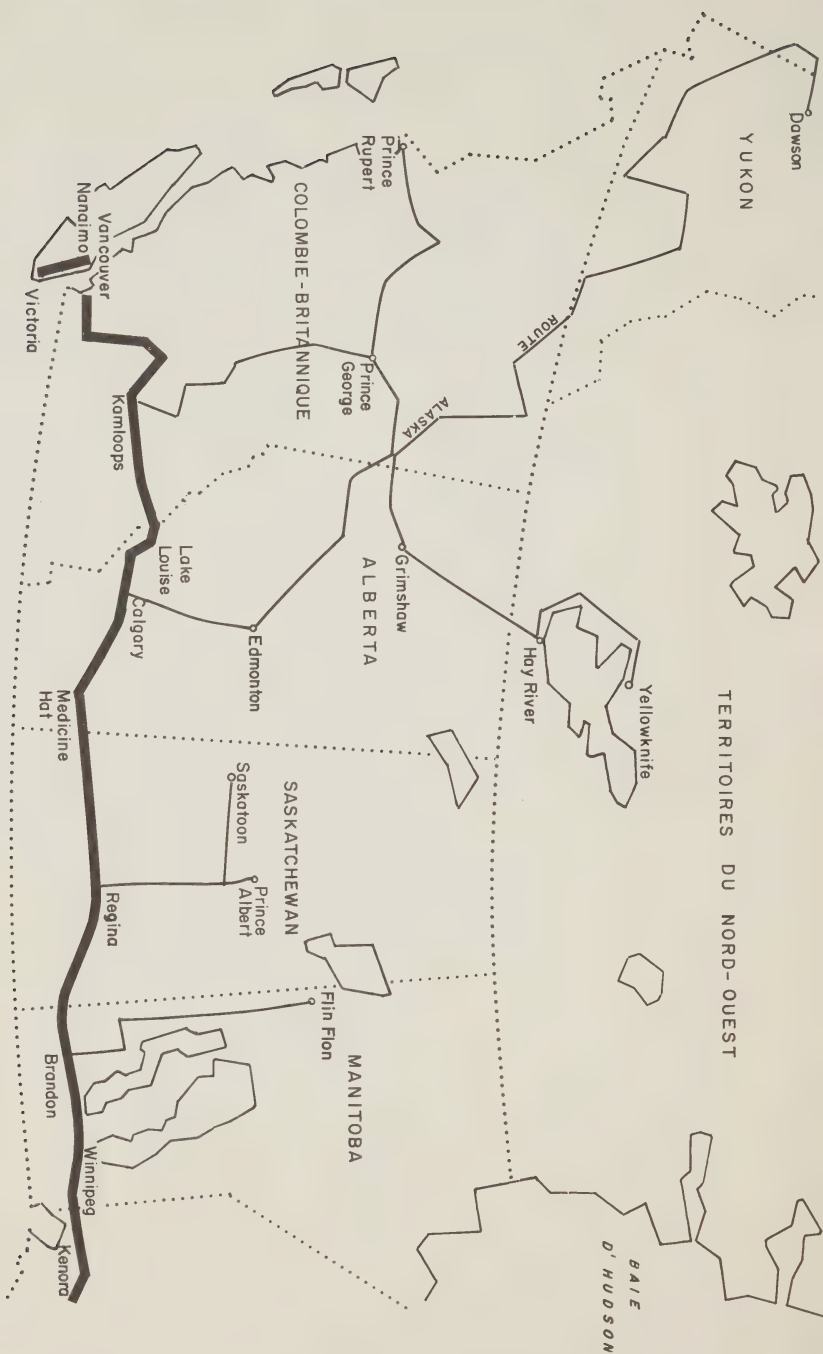 Dawson
YUKON
TERRITOIRES DU NORD-OUEST
BAIE
D'HUDSON
ROUTE
ALASKA
Yellowknife
Hay River
Prince
Rupert
Prince
George
Grimshaw
COLOMBIE-BRITANNIQUE
ALBERTA
SASKATCHEWAN
MANITOBA
Edmonton
Saskatoon
Prince
Albert
Flin Flon
Vancouver
Nanaimo
Victoria
Kamloops
Lake
Louise
Calgary
Medicine
Hat
Regina
Brandon
Winnipeg
Kenora